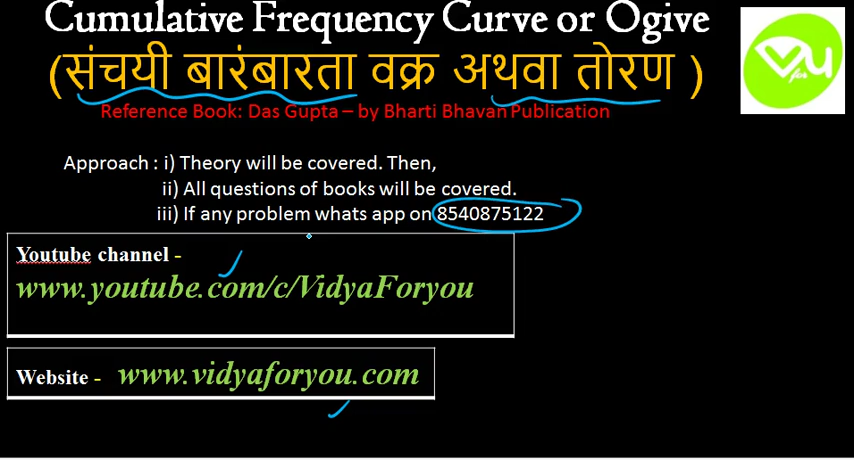 Cumulative Frequency Curve or Ogive
(संचयी बारंबारता वक्र अथवा तोरण )
Reference Book: Das Gupta – by Bharti Bhavan Publication
Approach : i) Theory will be covered. Then,
ii) All questions of books will be covered.
iii) If any problem whats app on 8540875122
Youtube channel -
www.youtube.com/c/VidyaForyou
Website - www.vidyaforyou.com
V for U